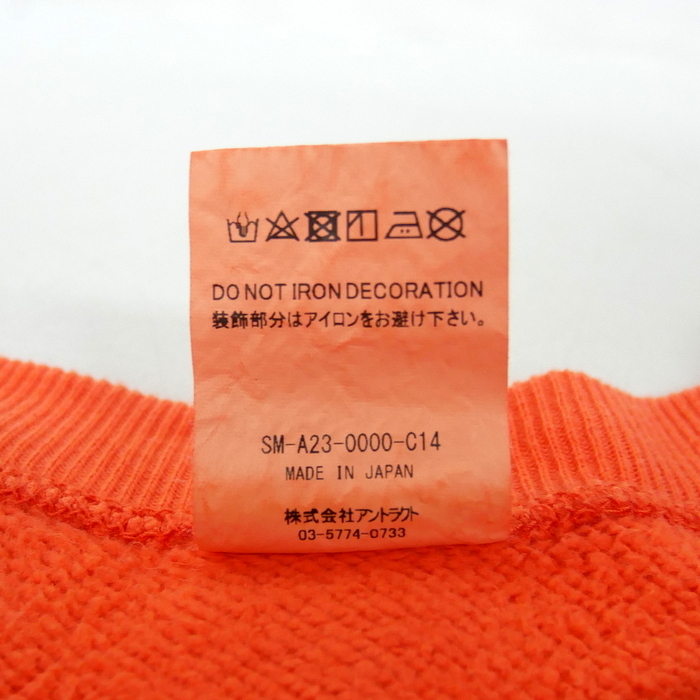 DO NOT IRON DECORATION
装飾部分はアイロンをお避け下さい。
SM-A23-0000-C14
MADE IN JAPAN
株式会社アントラクト
03-5774-0733